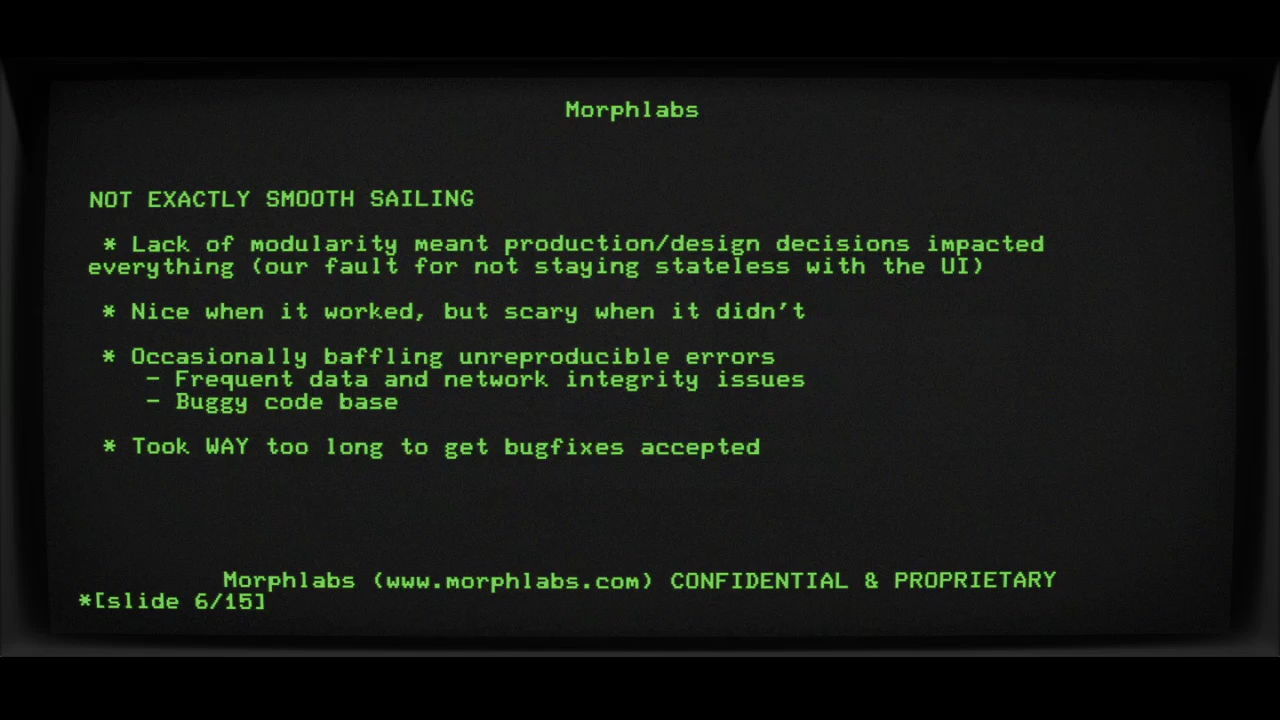 Morphlabs
NOT EXACTLY SMOOTH SAILING
* Lack of modularity meant production/design decisions impacted
everything (our fault for not staying stateless with the UI)
* Nice when it worked, but scary when it didn't
* Occasionally baffling unreproducible errors
- Frequent data and network integrity issues
- Buggy code base
* Took WAY too long to get bugfixes accepted
Morphlabs (www.morphlabs.com) CONFIDENTIAL & PROPRIETARY
*[slide 6/15]